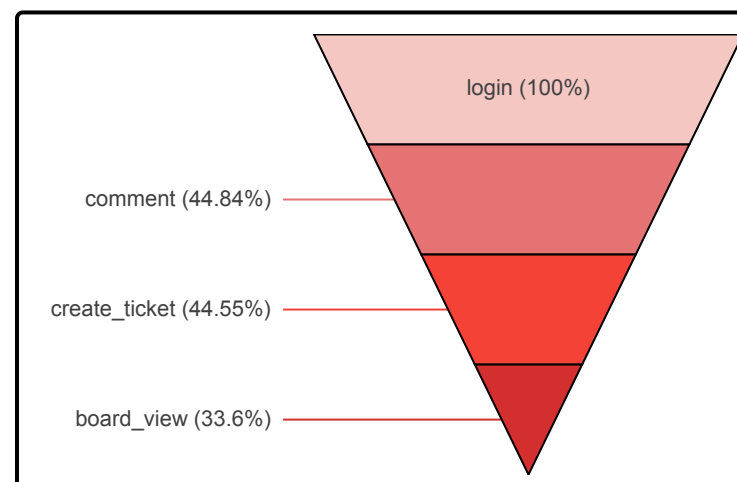 login (100%)
comment (44.84%)
create_ticket (44.55%)
board_view (33.6%)